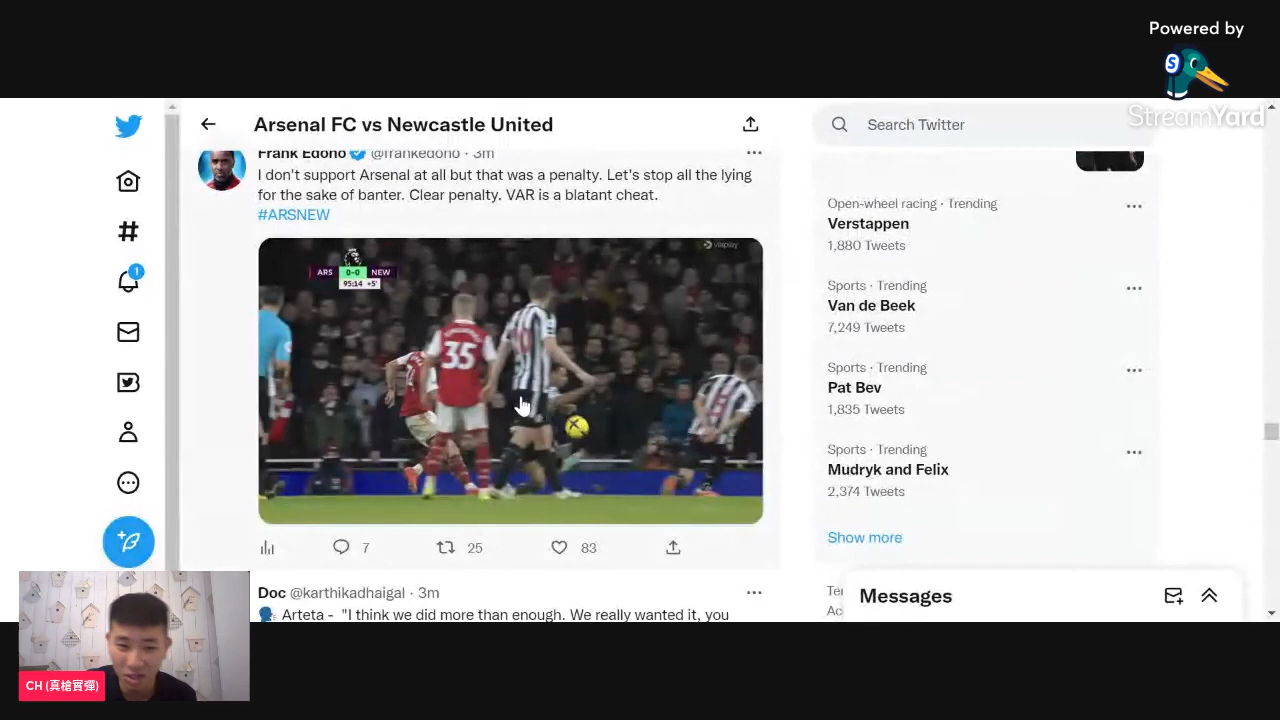 Powered by
S
StreamYard
Arsenal FC vs Newcastle United
Search Twitter
Frank Edoho @frankedoho · 3m
I don't support Arsenal at all but that was a penalty. Let's stop all the lying
for the sake of banter. Clear penalty. VAR is a blatant cheat.
#ARSNEW
viaplay
ARS 0-0 NEW
95:14 +5'
35
7
25
83
Doc @karthikadhaigal · 3m
Arteta - "I think we did more than enough. We really wanted it, you
1
Open-wheel racing · Trending
Verstappen
1,880 Tweets
Sports · Trending
Van de Beek
7,249 Tweets
Sports · Trending
Pat Bev
1,835 Tweets
Sports · Trending
Mudryk and Felix
2,374 Tweets
Show more
Messages
CH (真槍實彈)